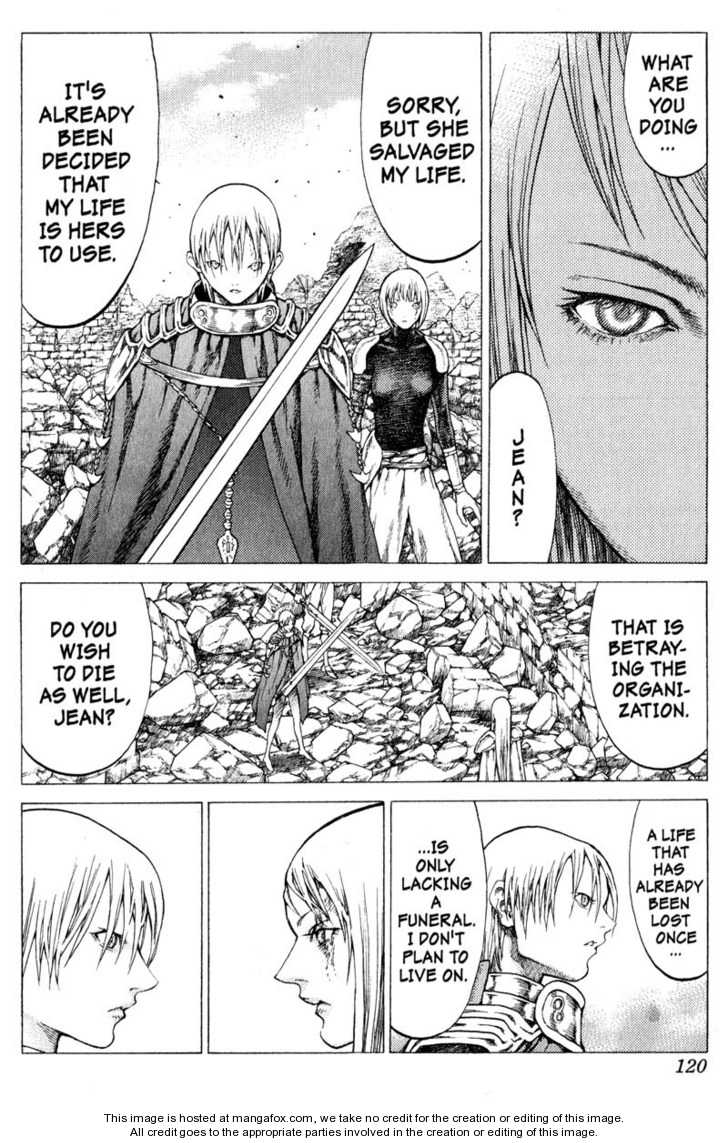 WHAT
ARE
YOU
DOING
...
JEAN?
SORRY,
BUT SHE
SALVAGED
MY LIFE.
IT'S
ALREADY
BEEN
DECIDED
THAT
MY LIFE
IS HERS
TO USE.
THAT IS
BETRAY-
ING THE
ORGANI-
ZATION.
DO YOU
WISH
TO DIE
AS WELL,
JEAN?
A LIFE
THAT
HAS
ALREADY
BEEN
LOST
ONCE
...
...IS
ONLY
LACKING
A
FUNERAL.
I DON'T
PLAN TO
LIVE ON.
120
This image is hosted at mangafox.com, we take no credit for the creation or editing of this image.
All credit goes to the appropriate parties involved in the creation or editing of this image.